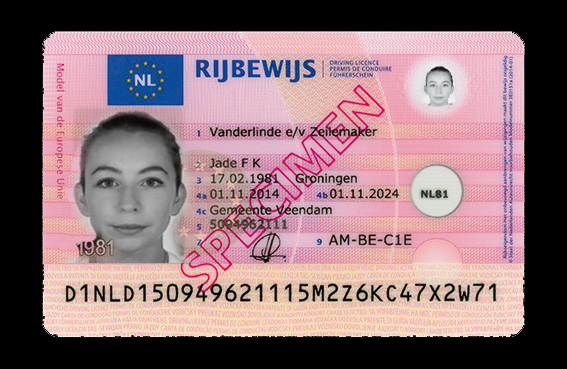 NL
RIJBEWIJS
DRIVING LICENCE
PERMIS DE CONDUIRE
FÜHRERSCHEIN
Model van de Europese Unie
1 Vanderlinde e/v Zeilemaker
2 Jade F K
3 17.02.1981 Groningen
4a 01.11.2014 4b 01.11.2024
4c Gemeente Veendam
5 5094962111
7
9 AM-BE-C1E
NL81
1981
SPECIMEN
D1NLD150949621115M2Z6KC47X2W71